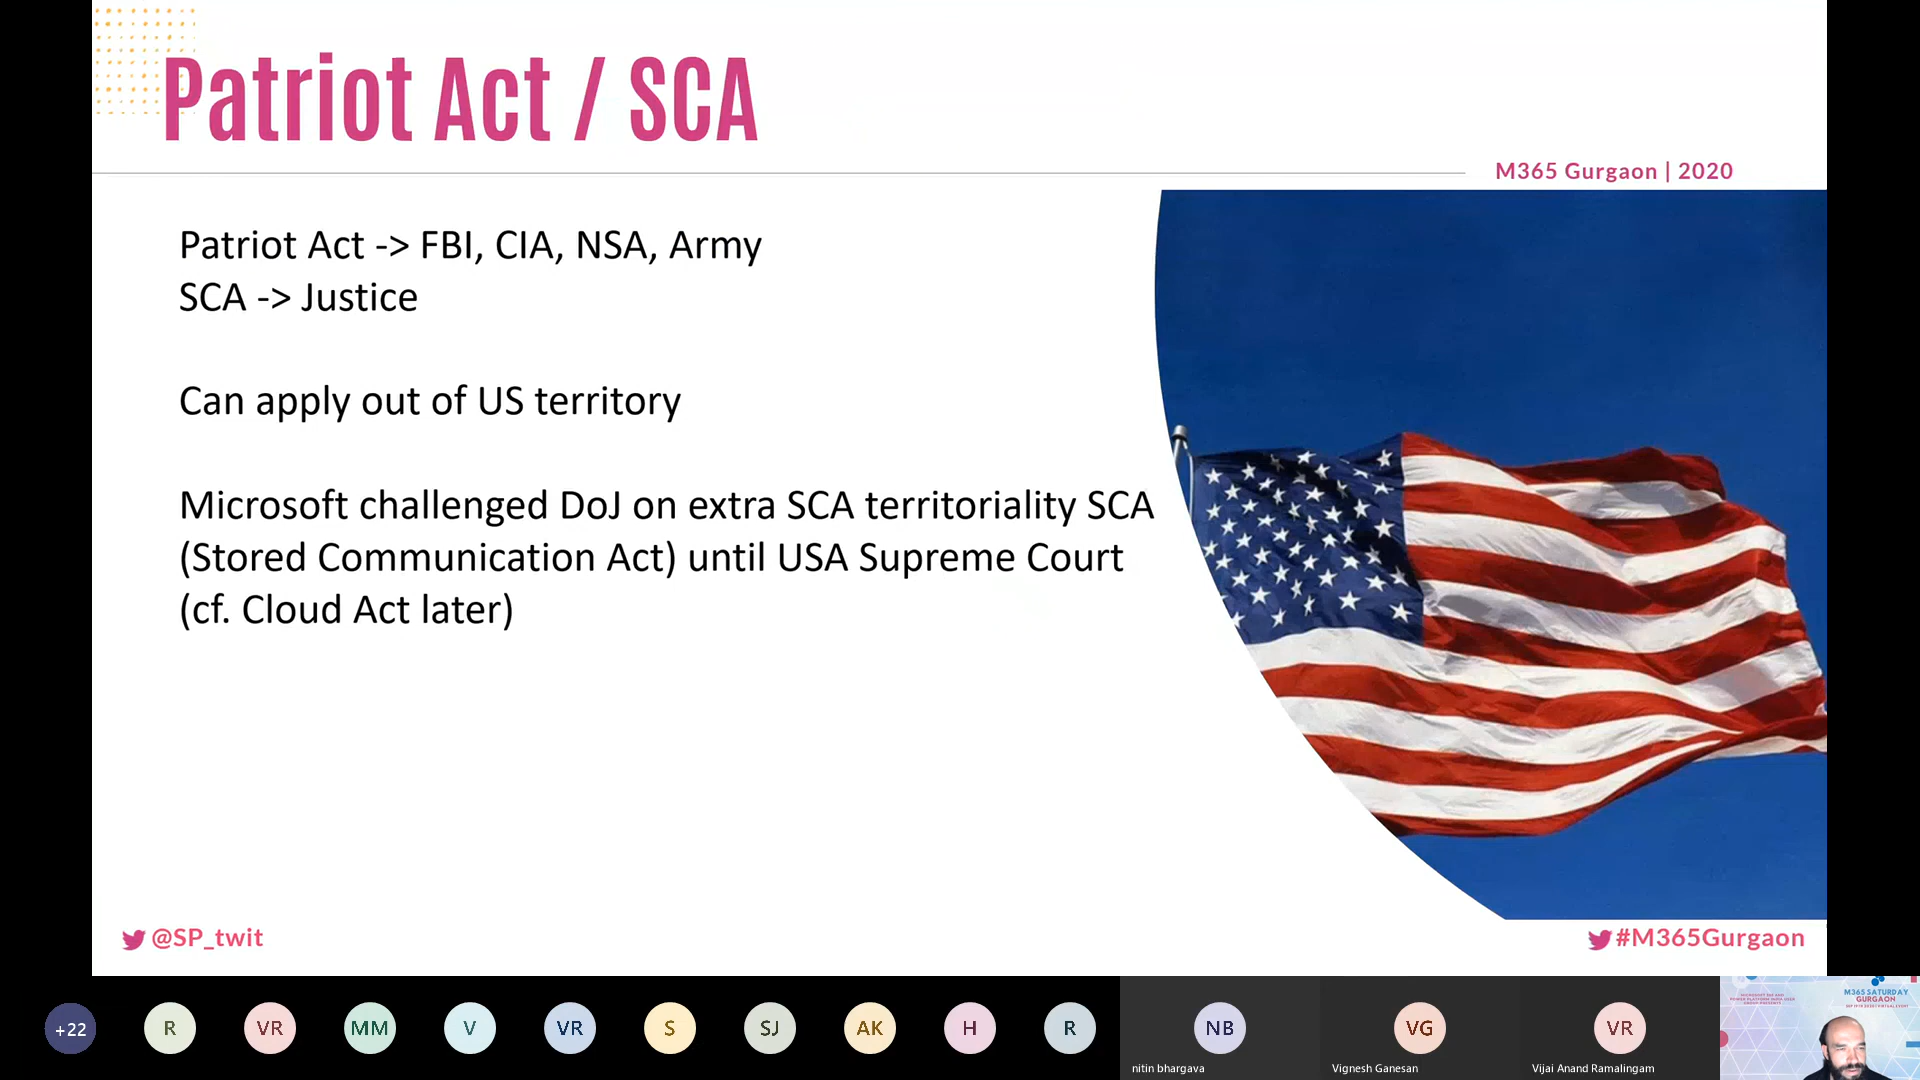 Patriot Act / SCA
M365 Gurgaon | 2020
Patriot Act -> FBI, CIA, NSA, Army
SCA -> Justice
Can apply out of US territory
Microsoft challenged DoJ on extra SCA territoriality SCA
(Stored Communication Act) until USA Supreme Court
(cf. Cloud Act later)
@SP_twit
#M365Gurgaon
+22
R
VR
MM
V
VR
S
SJ
AK
H
R
NB
nitin bhargava
VG
Vignesh Ganesan
VR
Vijai Anand Ramalingam
M365 SATURDAY
GURGAON